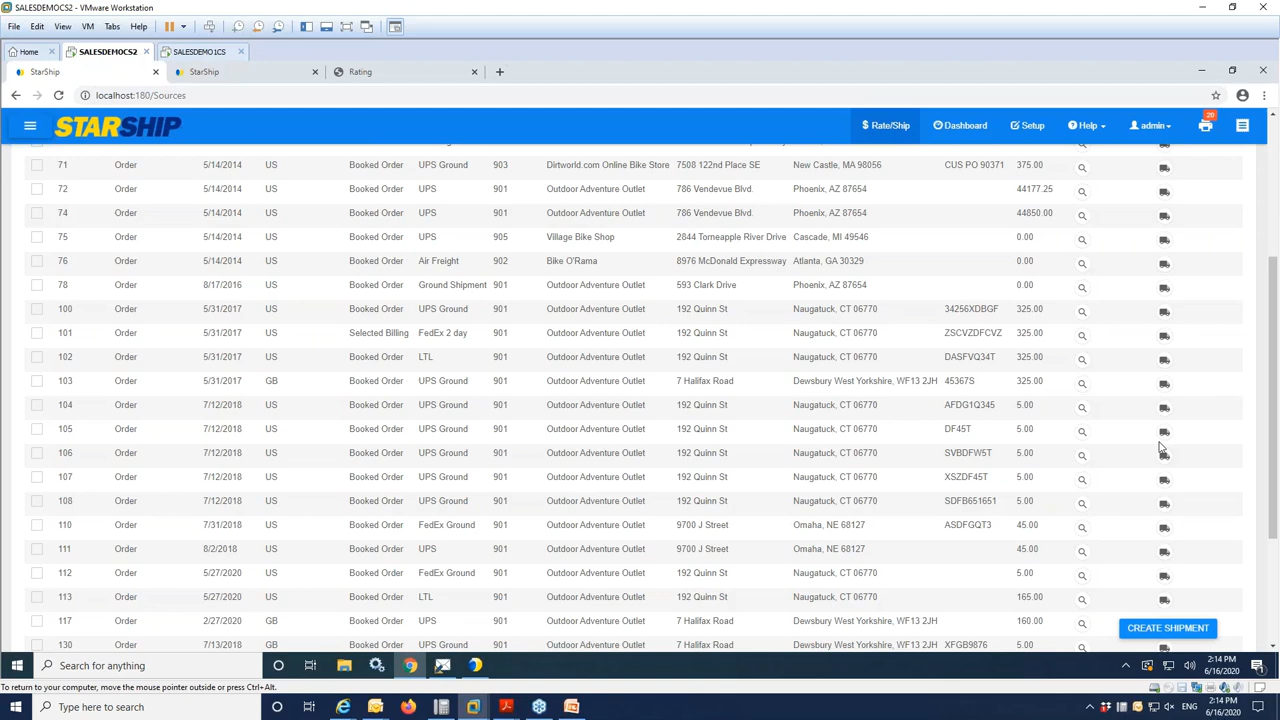 SALESDEMOCS2 - VMware Workstation
File Edit View VM Tabs Help
Home SALESDEMOCS2 SALESDEMO1CS
StarShip StarShip Rating
localhost:180/Sources
STARSHIP $ Rate/Ship Dashboard Setup Help admin 20
71 Order 5/14/2014 US Booked Order UPS Ground 903 Dirtworld.com Online Bike Store 7508 122nd Place SE New Castle, MA 98056 CUS PO 90371 375.00
72 Order 5/14/2014 US Booked Order UPS 901 Outdoor Adventure Outlet 786 Vendevue Blvd. Phoenix, AZ 87654 44177.25
74 Order 5/14/2014 US Booked Order UPS 901 Outdoor Adventure Outlet 786 Vendevue Blvd. Phoenix, AZ 87654 44850.00
75 Order 5/14/2014 US Booked Order UPS 905 Village Bike Shop 2844 Torneapple River Drive Cascade, MI 49546 0.00
76 Order 5/14/2014 US Booked Order Air Freight 902 Bike O'Rama 8976 McDonald Expressway Atlanta, GA 30329 0.00
78 Order 8/17/2016 US Booked Order Ground Shipment 901 Outdoor Adventure Outlet 593 Clark Drive Phoenix, AZ 87654 0.00
100 Order 5/31/2017 US Booked Order UPS Ground 901 Outdoor Adventure Outlet 192 Quinn St Naugatuck, CT 06770 34256XDBGF 325.00
101 Order 5/31/2017 US Selected Billing FedEx 2 day 901 Outdoor Adventure Outlet 192 Quinn St Naugatuck, CT 06770 ZSCVZDFCVZ 325.00
102 Order 5/31/2017 US Booked Order LTL 901 Outdoor Adventure Outlet 192 Quinn St Naugatuck, CT 06770 DASFVQ34T 325.00
103 Order 5/31/2017 GB Booked Order UPS Ground 901 Outdoor Adventure Outlet 7 Halifax Road Dewsbury West Yorkshire, WF13 2JH 45367S 325.00
104 Order 7/12/2018 US Booked Order UPS Ground 901 Outdoor Adventure Outlet 192 Quinn St Naugatuck, CT 06770 AFDG1Q345 5.00
105 Order 7/12/2018 US Booked Order UPS Ground 901 Outdoor Adventure Outlet 192 Quinn St Naugatuck, CT 06770 DF45T 5.00
106 Order 7/12/2018 US Booked Order UPS Ground 901 Outdoor Adventure Outlet 192 Quinn St Naugatuck, CT 06770 SVBDFW5T 5.00
107 Order 7/12/2018 US Booked Order UPS Ground 901 Outdoor Adventure Outlet 192 Quinn St Naugatuck, CT 06770 XSZDF45T 5.00
108 Order 7/12/2018 US Booked Order UPS Ground 901 Outdoor Adventure Outlet 192 Quinn St Naugatuck, CT 06770 SDFB651651 5.00
110 Order 7/31/2018 US Booked Order FedEx Ground 901 Outdoor Adventure Outlet 9700 J Street Omaha, NE 68127 ASDFGQT3 45.00
111 Order 8/2/2018 US Booked Order UPS 901 Outdoor Adventure Outlet 9700 J Street Omaha, NE 68127 45.00
112 Order 5/27/2020 US Booked Order FedEx Ground 901 Outdoor Adventure Outlet 192 Quinn St Naugatuck, CT 06770 5.00
113 Order 5/27/2020 US Booked Order LTL 901 Outdoor Adventure Outlet 192 Quinn St Naugatuck, CT 06770 165.00
117 Order 2/27/2020 GB Booked Order UPS Ground 901 Outdoor Adventure Outlet 7 Halifax Road Dewsbury West Yorkshire, WF13 2JH 160.00
CREATE SHIPMENT
130 Order 7/13/2018 GB Booked Order UPS Ground 901 Outdoor Adventure Outlet 7 Halifax Road Dewsbury West Yorkshire, WF13 2JH XFGB9876 5.00
Search for anything 2:14 PM
6/16/2020
To return to your computer, move the mouse pointer outside or press Ctrl+Alt.
Type here to search ENG 2:14 PM
6/16/2020